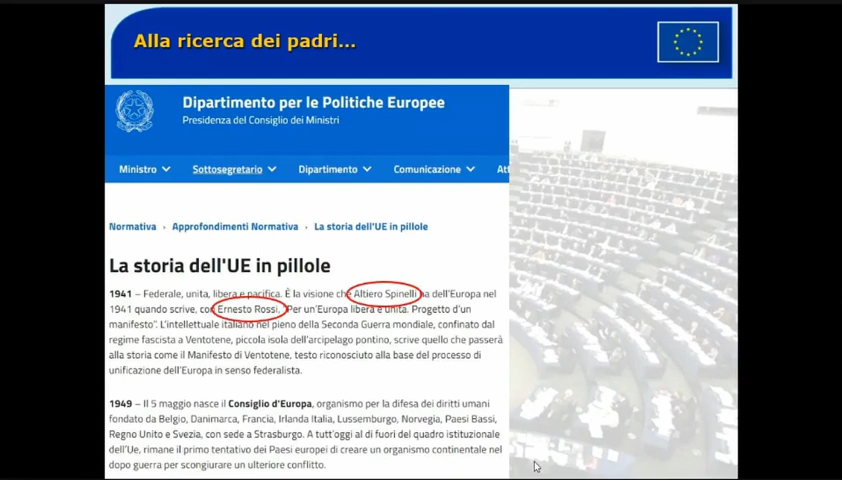 Alla ricerca dei padri...
Dipartimento per le Politiche Europee
Presidenza del Consiglio dei Ministri
Ministro Sottosegretario Dipartimento Comunicazione Att
Normativa › Approfondimenti Normativa › La storia dell'UE in pillole
La storia dell'UE in pillole
1941 – Federale, unita, libera e pacifica. È la visione che Altiero Spinelli ha dell'Europa nel
1941 quando scrive, con Ernesto Rossi, "Per un'Europa libera e unita. Progetto d'un
manifesto". L'intellettuale italiano nel pieno della Seconda Guerra mondiale, confinato dal
regime fascista a Ventotene, piccola isola dell'arcipelago pontino, scrive quello che passerà
alla storia come il Manifesto di Ventotene, testo riconosciuto alla base del processo di
unificazione dell'Europa in senso federalista.
1949 – Il 5 maggio nasce il Consiglio d'Europa, organismo per la difesa dei diritti umani
fondato da Belgio, Danimarca, Francia, Irlanda Italia, Lussemburgo, Norvegia, Paesi Bassi,
Regno Unito e Svezia, con sede a Strasburgo. A tutt'oggi al di fuori del quadro istituzionale
dell'Ue, rimane il primo tentativo dei Paesi europei di creare un organismo continentale nel
dopo guerra per scongiurare un ulteriore conflitto.